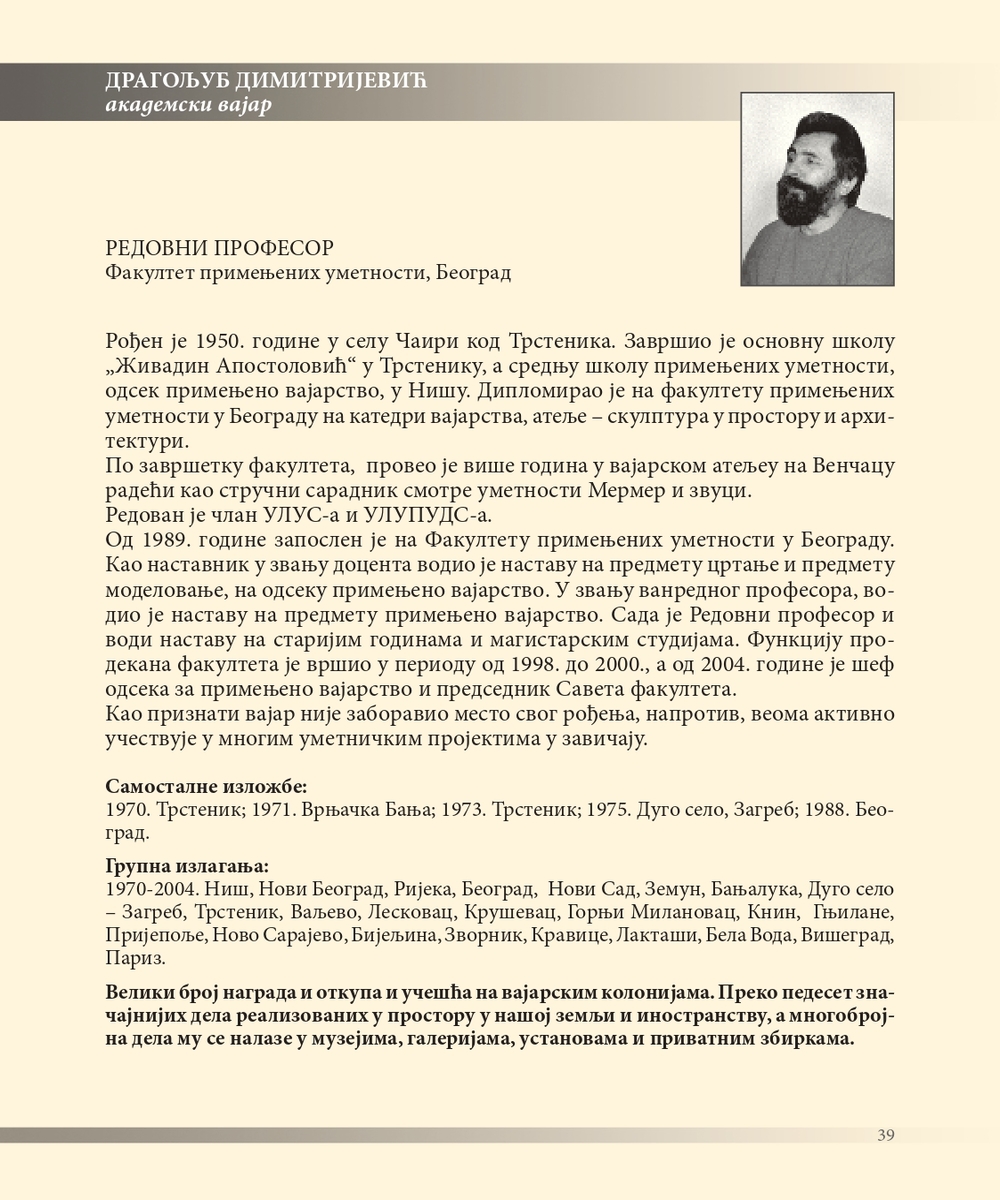 ДРАГОЉУБ ДИМИТРИЈЕВИЋ
академски вајар
РЕДОВНИ ПРОФЕСОР
Факултет примењених уметности, Београд
Рођен је 1950. године у селу Чаири код Трстеника. Завршио је основну школу
„Живадин Апостоловић“ у Трстенику, а средњу школу примењених уметности,
одсек примењено вајарство, у Нишу. Дипломирао је на факултету примењених
уметности у Београду на катедри вајарства, атеље – скулптура у простору и архи-
тектури.
По завршетку факултета, провео је више година у вајарском атељеу на Венчацу
радећи као стручни сарадник смотре уметности Мермер и звуци.
Редован је члан УЛУС-а и УЛУПУДС-а.
Од 1989. године запослен је на Факултету примењених уметности у Београду.
Као наставник у звању доцента водио је наставу на предмету цртање и предмету
моделовање, на одсеку примењено вајарство. У звању ванредног професора, во-
дио је наставу на предмету примењено вајарство. Сада је Редовни професор и
води наставу на старијим годинама и магистарским студијама. Функцију про-
декана факултета је вршио у периоду од 1998. до 2000., а од 2004. године је шеф
одсека за примењено вајарство и председник Савета факултета.
Као признати вајар није заборавио место свог рођења, напротив, веома активно
учествује у многим уметничким пројектима у завичају.
Самосталне изложбе:
1970. Трстеник; 1971. Врњачка Бања; 1973. Трстеник; 1975. Дуго село, Загреб; 1988. Бео-
град.
Групна излагања:
1970-2004. Ниш, Нови Београд, Ријека, Београд, Нови Сад, Земун, Бањалука, Дуго село
– Загреб, Трстеник, Ваљево, Лесковац, Крушевац, Горњи Милановац, Книн, Гњилане,
Пријепоље, Ново Сарајево, Бијељина, Зворник, Кравице, Лакташи, Бела Вода, Вишеград,
Париз.
Велики број награда и откупа и учешћа на вајарским колонијама. Преко педесет зна-
чајнијих дела реализованих у простору у нашој земљи и иностранству, а многоброј-
на дела му се налазе у музејима, галеријама, установама и приватним збиркама.
39